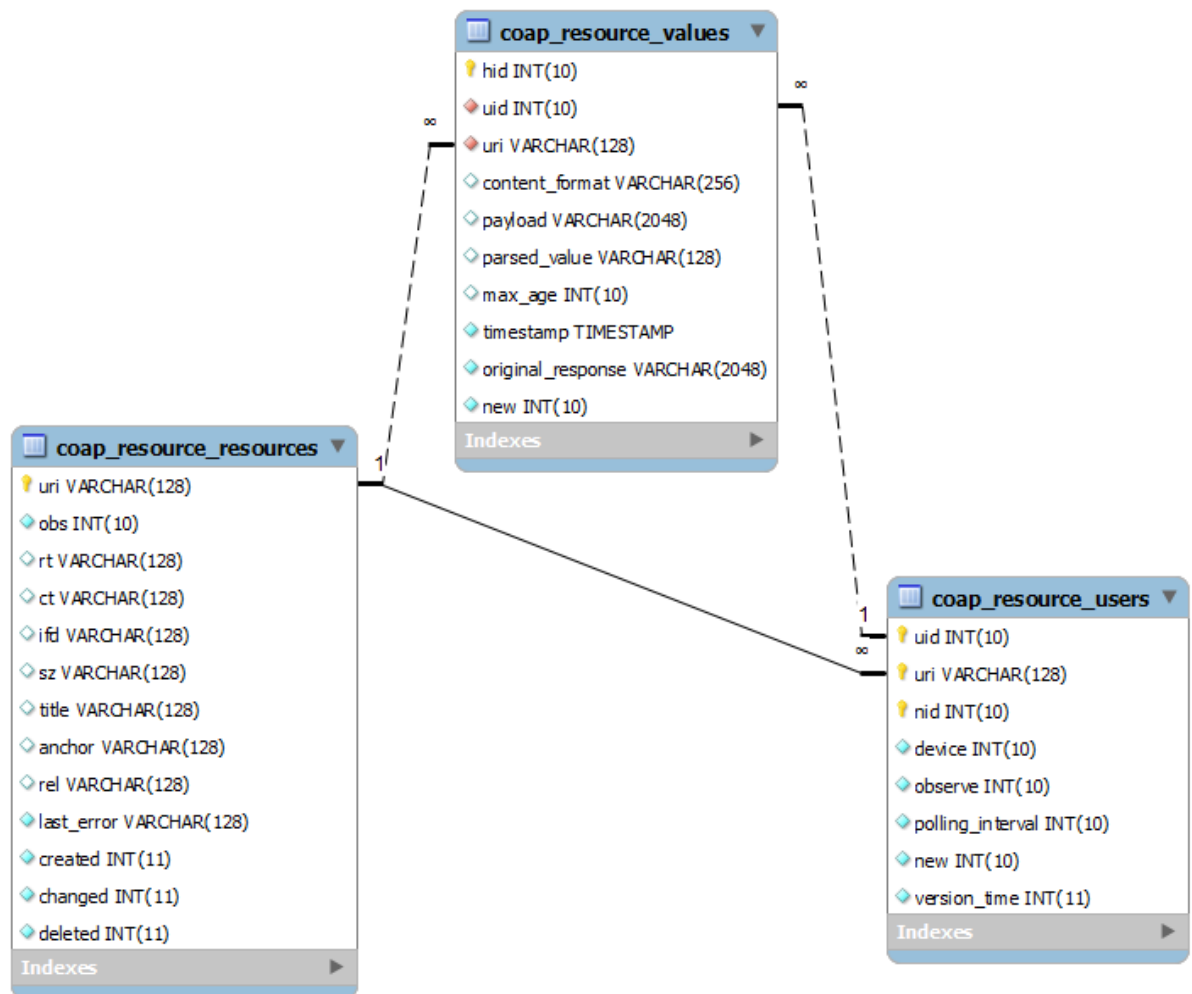 coap_resource_values
hid INT(10)
uid INT(10)
uri VARCHAR(128)
content_format VARCHAR(256)
payload VARCHAR(2048)
parsed_value VARCHAR(128)
max_age INT(10)
timestamp TIMESTAMP
original_response VARCHAR(2048)
new INT(10)
Indexes
∞
∞
coap_resource_resources
uri VARCHAR(128)
obs INT(10)
rt VARCHAR(128)
ct VARCHAR(128)
ifd VARCHAR(128)
sz VARCHAR(128)
title VARCHAR(128)
anchor VARCHAR(128)
rel VARCHAR(128)
last_error VARCHAR(128)
created INT(11)
changed INT(11)
deleted INT(11)
Indexes
1
1
∞
coap_resource_users
uid INT(10)
uri VARCHAR(128)
nid INT(10)
device INT(10)
observe INT(10)
polling_interval INT(10)
new INT(10)
version_time INT(11)
Indexes